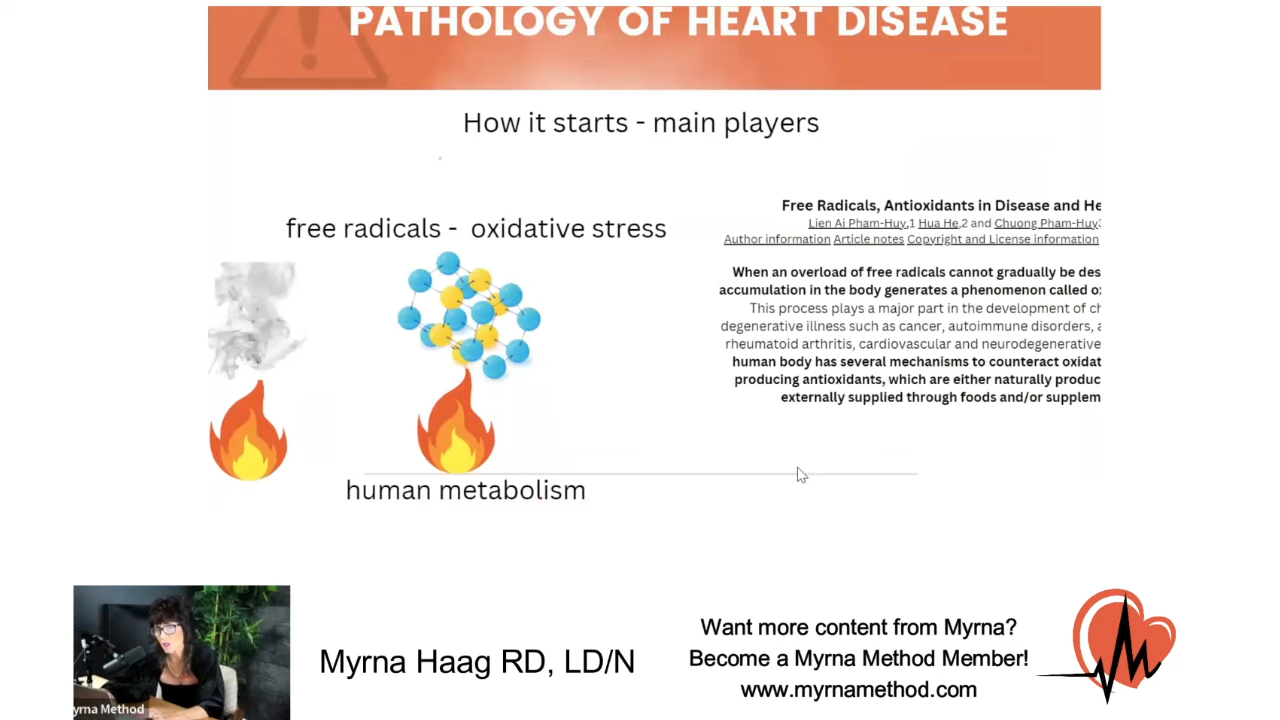 PATHOLOGY OF HEART DISEASE
How it starts - main players
free radicals - oxidative stress
Free Radicals, Antioxidants in Disease and He
Lien Ai Pham-Huy,1 Hua He,2 and Chuong Pham-Huy
Author information Article notes Copyright and License information
When an overload of free radicals cannot gradually be des
accumulation in the body generates a phenomenon called o
This process plays a major part in the development of ch
degenerative illness such as cancer, autoimmune disorders, a
rheumatoid arthritis, cardiovascular and neurodegenerative
human body has several mechanisms to counteract oxidat
producing antioxidants, which are either naturally produc
externally supplied through foods and/or supplem
human metabolism
yrna Method
Myrna Haag RD, LD/N
Want more content from Myrna?
Become a Myrna Method Member!
www.myrnamethod.com
M